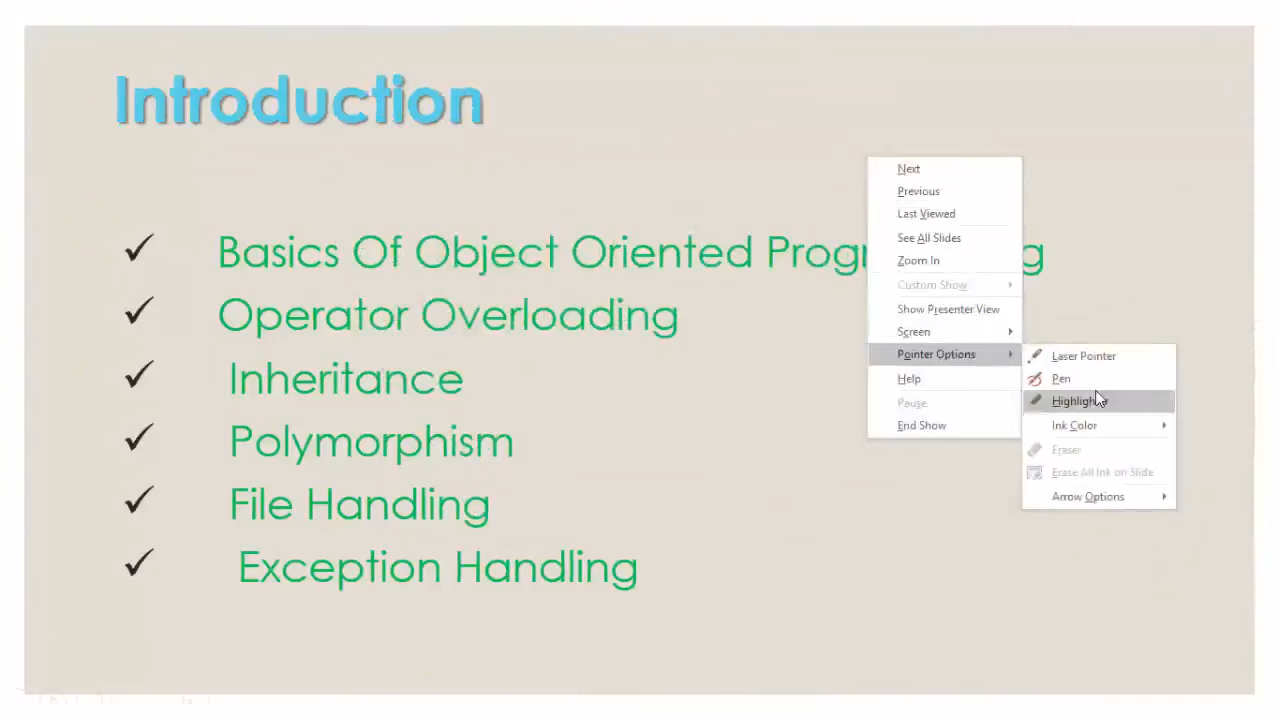 Introduction
Basics Of Object Oriented Prog
Operator Overloading
Inheritance
Polymorphism
File Handling
Exception Handling
Next
Previous
Last Viewed
See All Slides
Zoom In
Custom Show
Show Presenter View
Screen
Pointer Options
Help
Pause
End Show
Laser Pointer
Pen
Highlighter
Ink Color
Eraser
Erase All Ink on Slide
Arrow Options